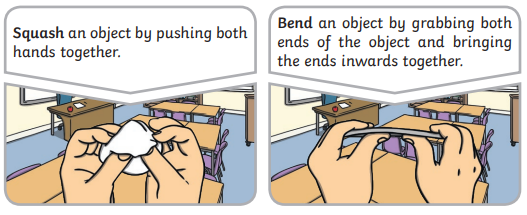 Squash an object by pushing both
hands together.
Bend an object by grabbing both
ends of the object and bringing
the ends inwards together.